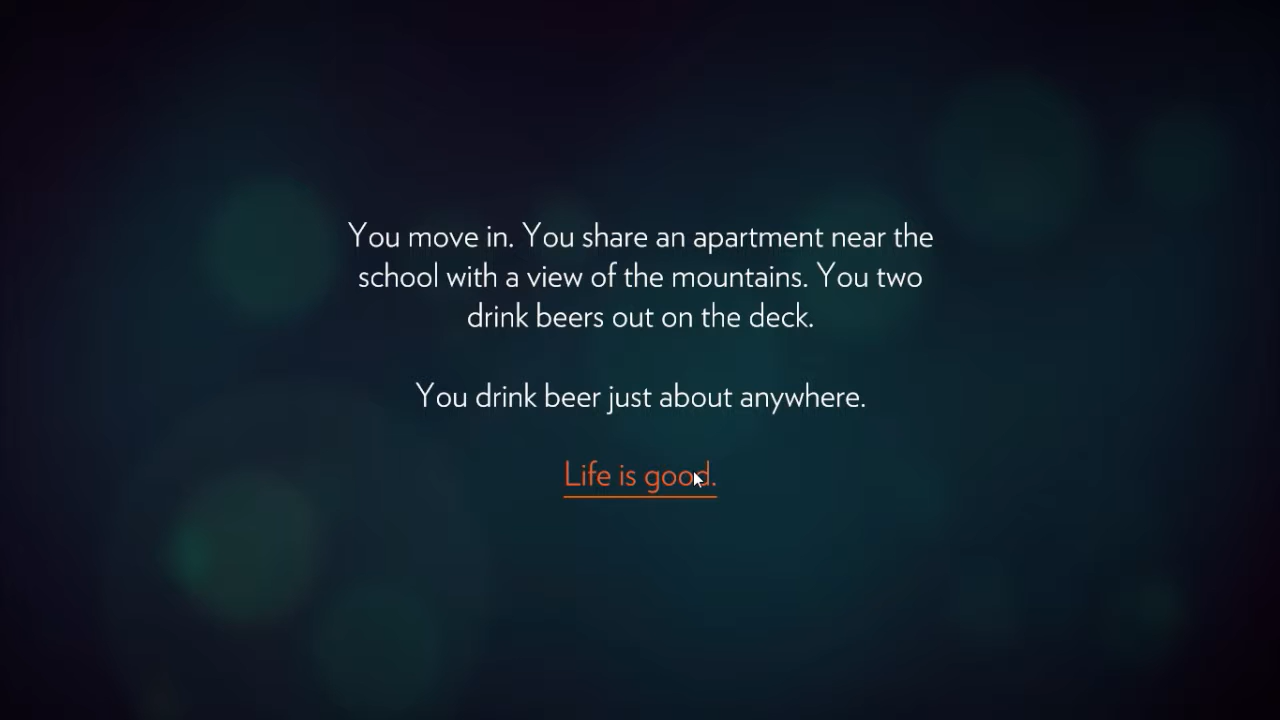 You move in. You share an apartment near the
school with a view of the mountains. You two
drink beers out on the deck.
You drink beer just about anywhere.
Life is good.